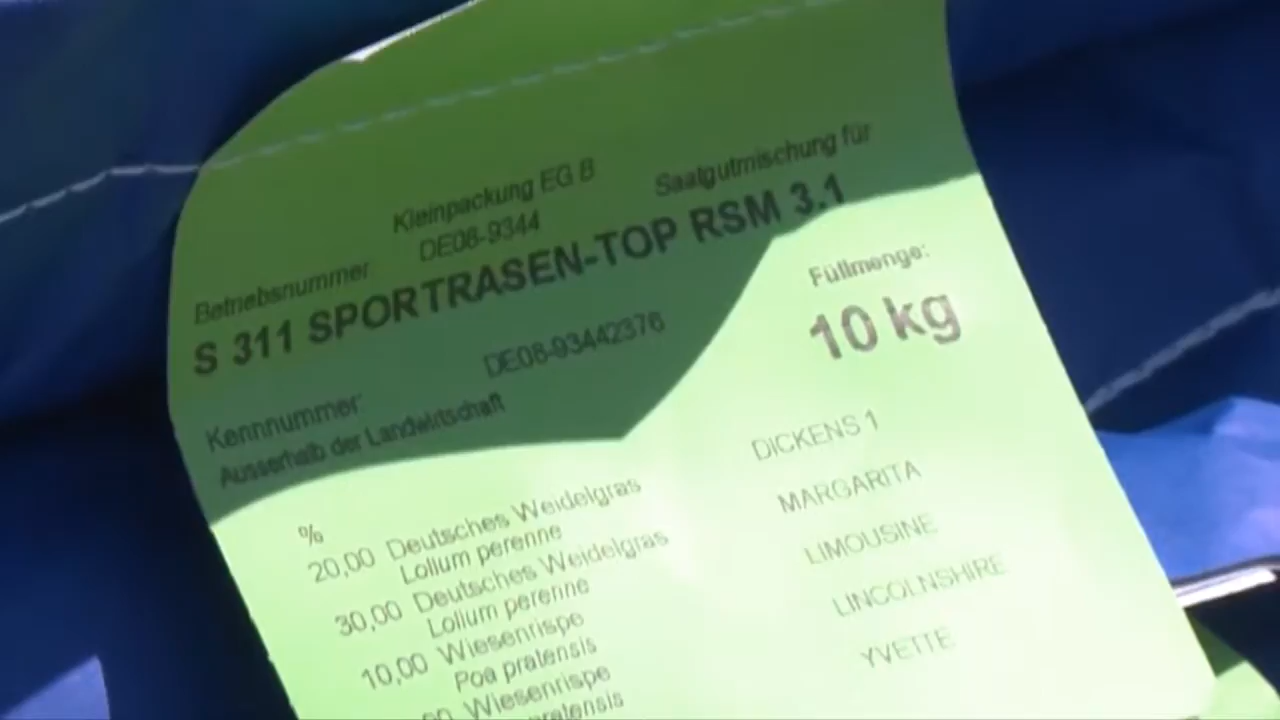 Kleinpackung EG B
Saatgutmischung für
Betriebsnummer DE08-9344
S 311 SPORTRASEN-TOP RSM 3.1
Füllmenge:
10 kg
Kennnummer: DE08-93442376
Ausserhalb der Landwirtschaft
%
20,00 Deutsches Weidelgras DICKENS 1
Lolium perenne
30,00 Deutsches Weidelgras MARGARITA
Lolium perenne
10,00 Wiesenrispe LIMOUSINE
Poa pratensis
Wiesenrispe LINCOLNSHIRE
pratensis
YVETTE